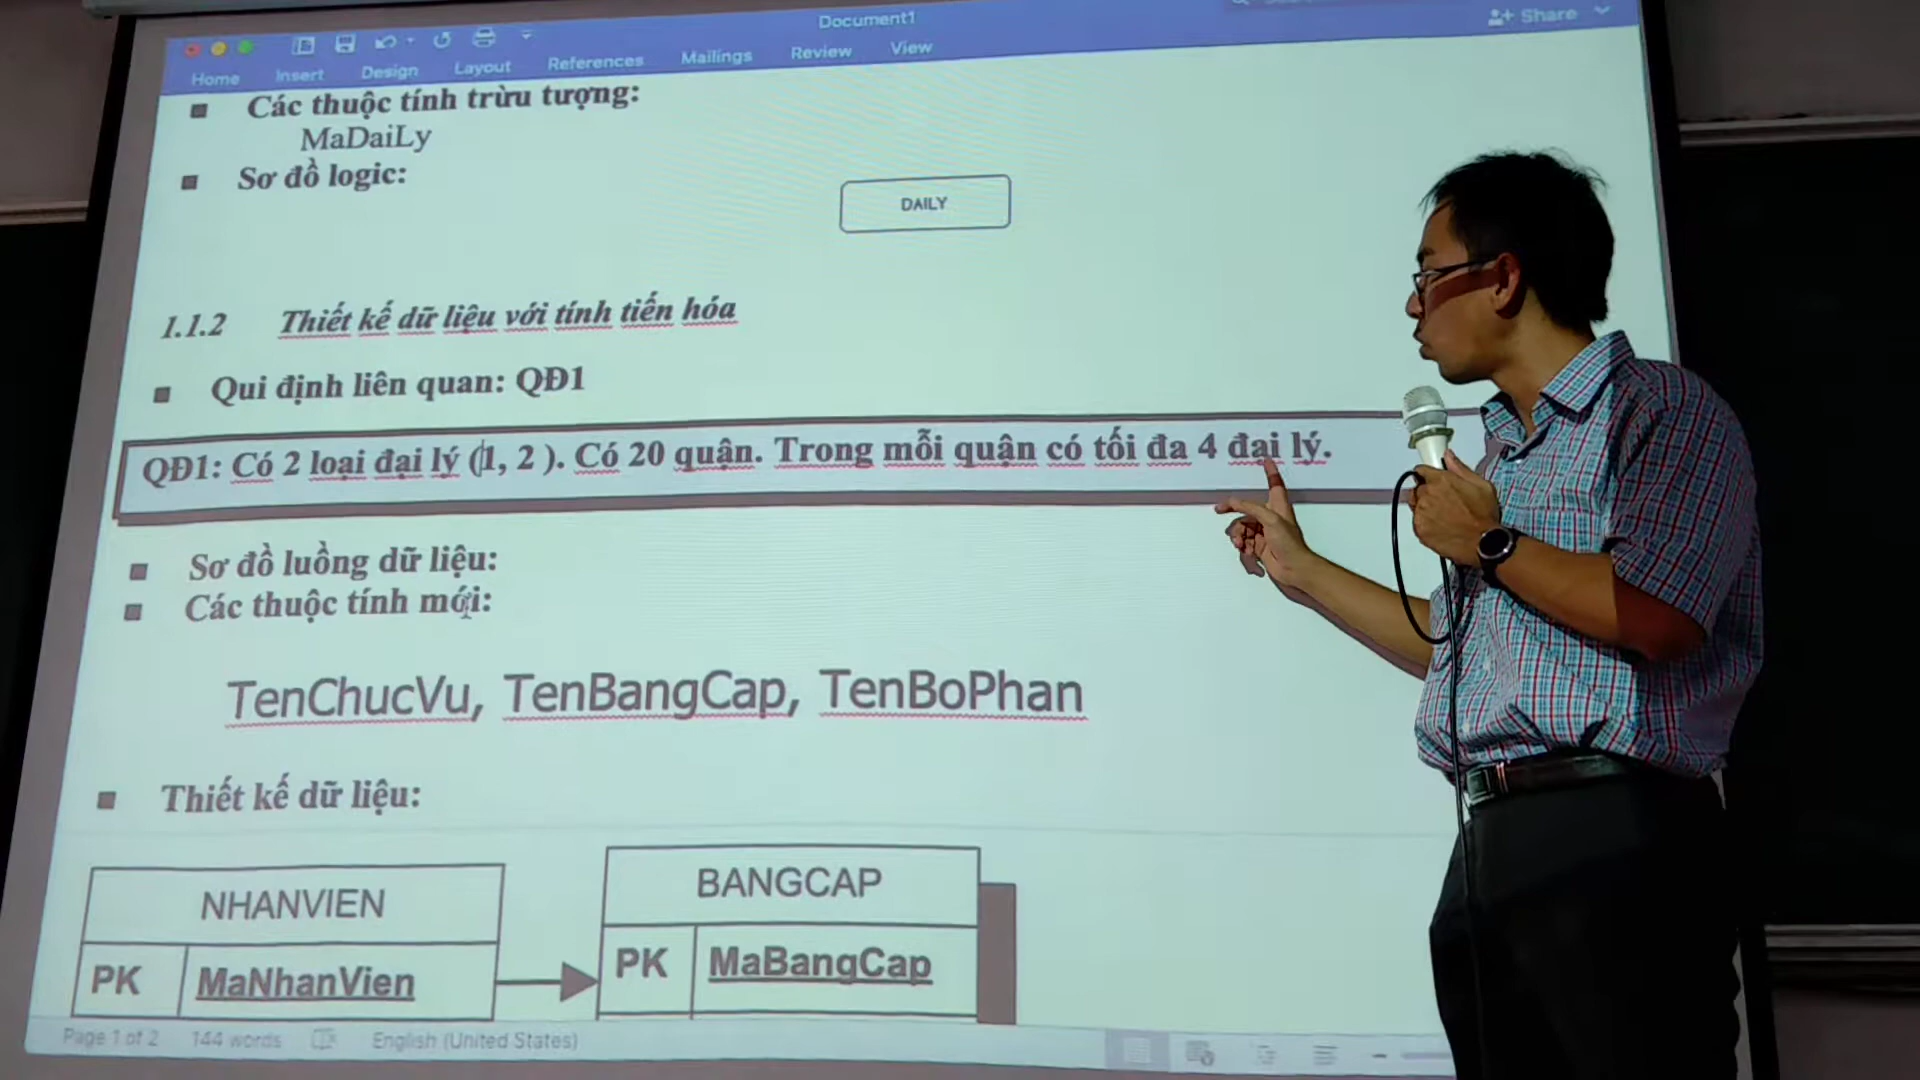 Document1
Share
Home Insert Design Layout References Mailings Review View
Các thuộc tính trừu tượng:
MaDaiLy
Sơ đồ logic:
DAILY
1.1.2 Thiết kế dữ liệu với tính tiến hóa
Qui định liên quan: QĐ1
QĐ1: Có 2 loại đại lý (1, 2 ). Có 20 quận. Trong mỗi quận có tối đa 4 đại lý.
Sơ đồ luồng dữ liệu:
Các thuộc tính mới:
TenChucVu, TenBangCap, TenBoPhan
Thiết kế dữ liệu:
NHANVIEN
PK MaNhanVien
BANGCAP
PK MaBangCap
Page 1 of 2 144 words English (United States)